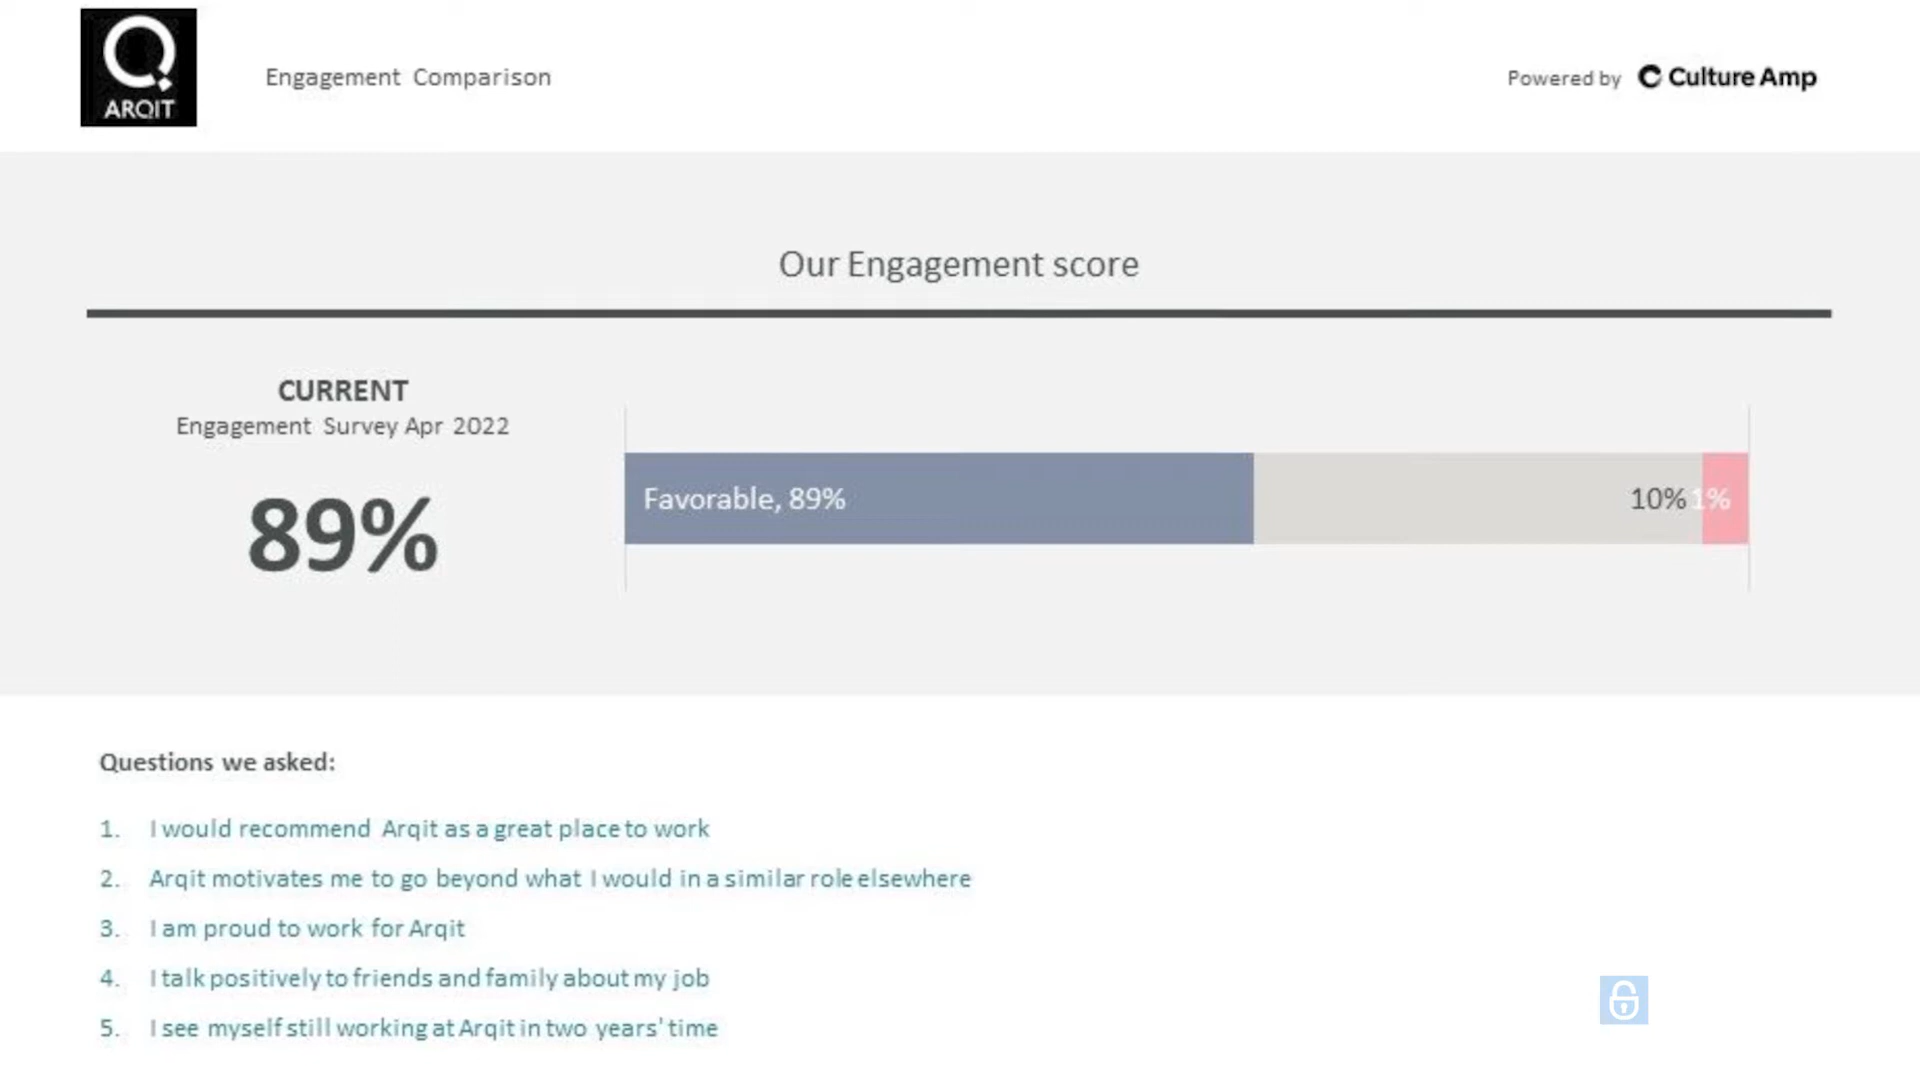 ARQIT
Engagement Comparison
Powered by Culture Amp
Our Engagement score
CURRENT
Engagement Survey Apr 2022
89%
Favorable, 89%
10%
1%
Questions we asked:
1. I would recommend Arqit as a great place to work
2. Arqit motivates me to go beyond what I would in a similar role elsewhere
3. I am proud to work for Arqit
4. I talk positively to friends and family about my job
5. I see myself still working at Arqit in two years' time